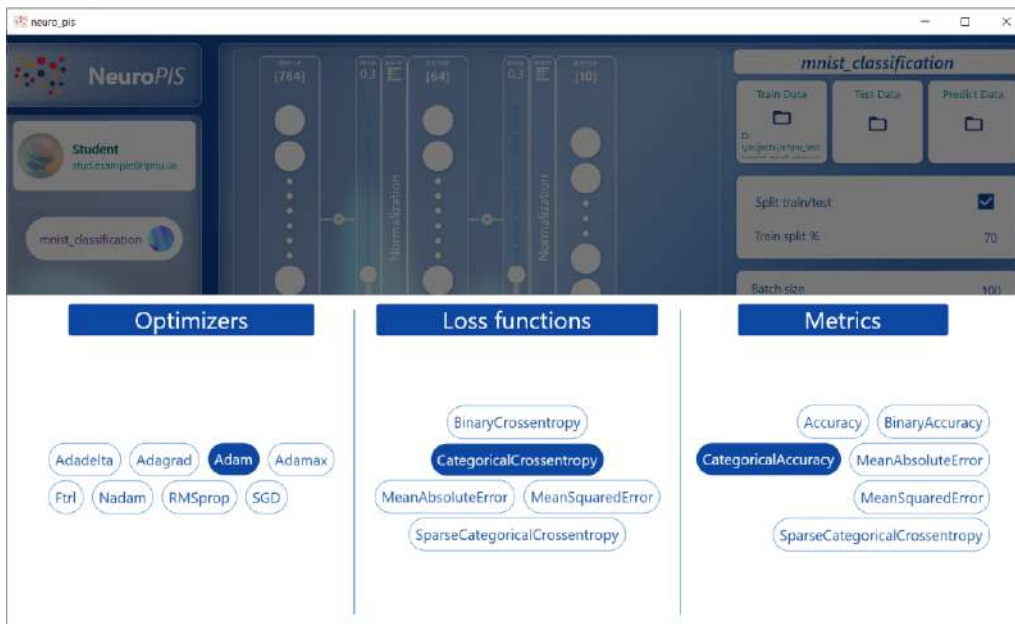 neuro_pis
NeuroPIS
Student
mnist_classification
[784]
0.3
Normalization
[64]
0.3
Normalization
[10]
mnist_classification
Train Data
Test Data
Predict Data
D:
Split train/test
Train split %
70
Batch size
100
Optimizers
Adadelta
Adagrad
Adam
Adamax
Ftrl
Nadam
RMSprop
SGD
Loss functions
BinaryCrossentropy
CategoricalCrossentropy
MeanAbsoluteError
MeanSquaredError
SparseCategoricalCrossentropy
Metrics
Accuracy
BinaryAccuracy
CategoricalAccuracy
MeanAbsoluteError
MeanSquaredError
SparseCategoricalCrossentropy